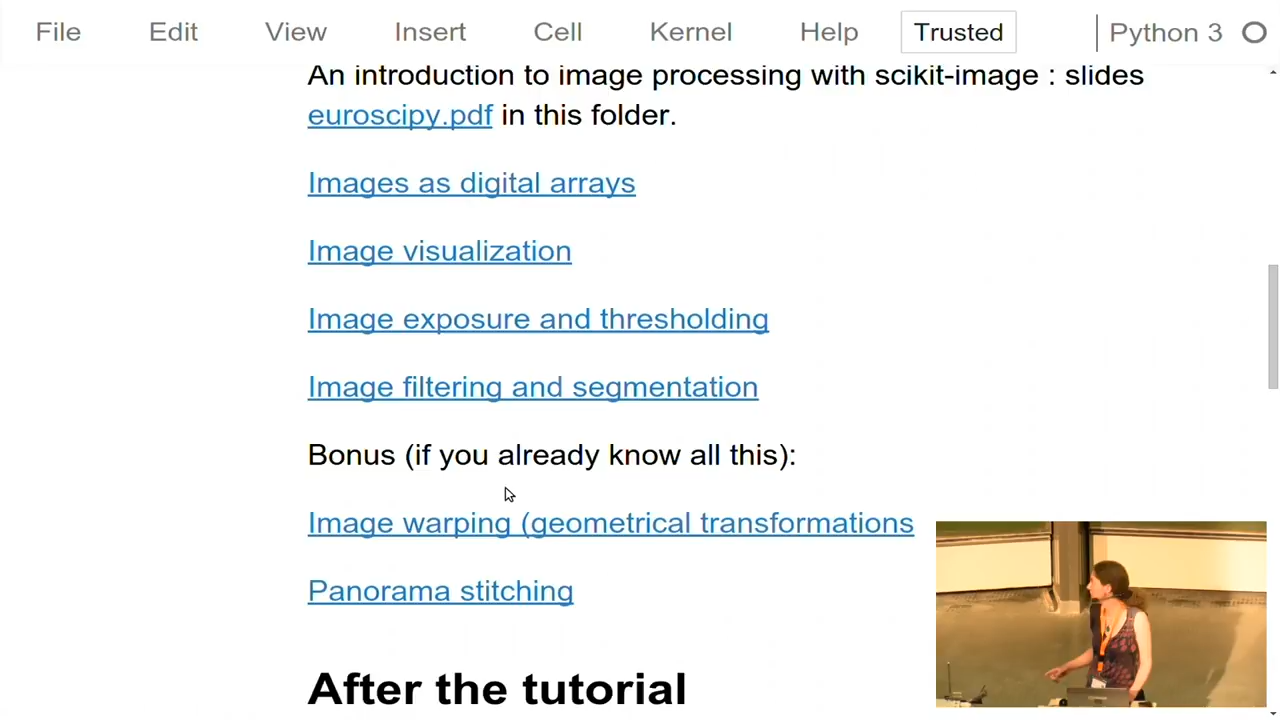 File Edit View Insert Cell Kernel Help Trusted Python 3
An introduction to image processing with scikit-image : slides
euroscipy.pdf in this folder.
Images as digital arrays
Image visualization
Image exposure and thresholding
Image filtering and segmentation
Bonus (if you already know all this):
Image warping (geometrical transformations
Panorama stitching
After the tutorial